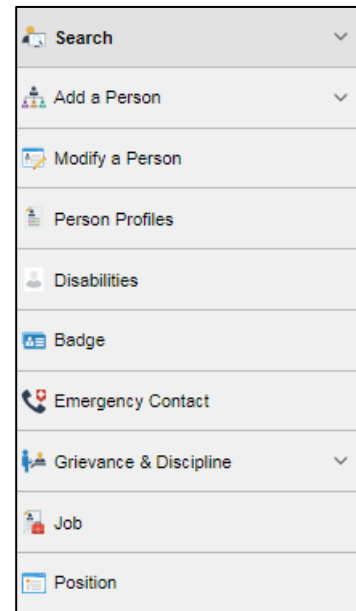 Search
Add a Person
Modify a Person
Person Profiles
Disabilities
Badge
Emergency Contact
Grievance & Discipline
Job
Position